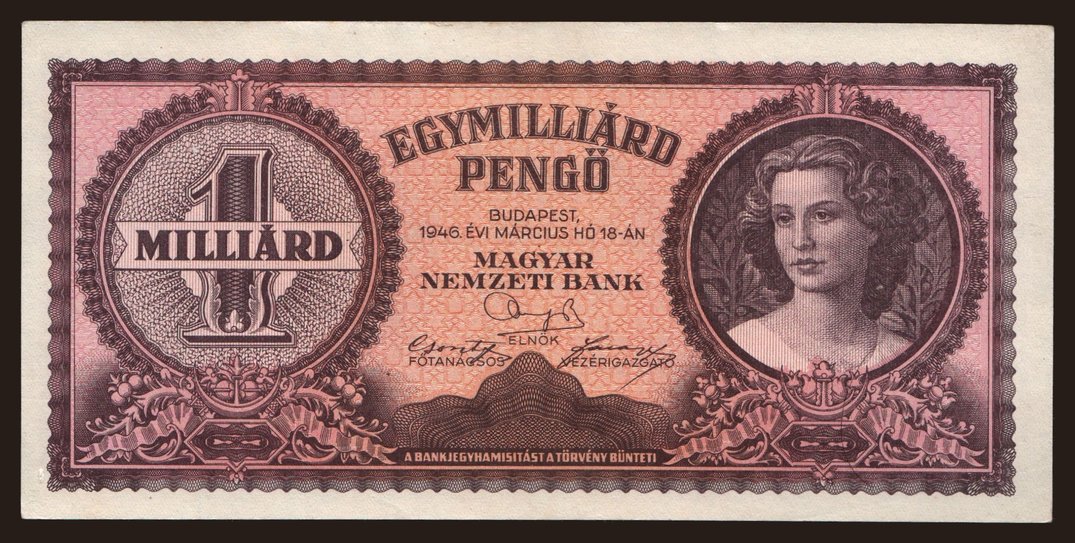 1
MILLIÁRD
EGYMILLIÁRD
PENGŐ
BUDAPEST,
1946. ÉVI MÁRCIUS HÓ 18-ÁN
MAGYAR
NEMZETI BANK
ELNÖK
FŐTANÁCSOS VEZÉRIGAZGATÓ
A BANKJEGYHAMISITÁST A TÖRVÉNY BÜNTETI